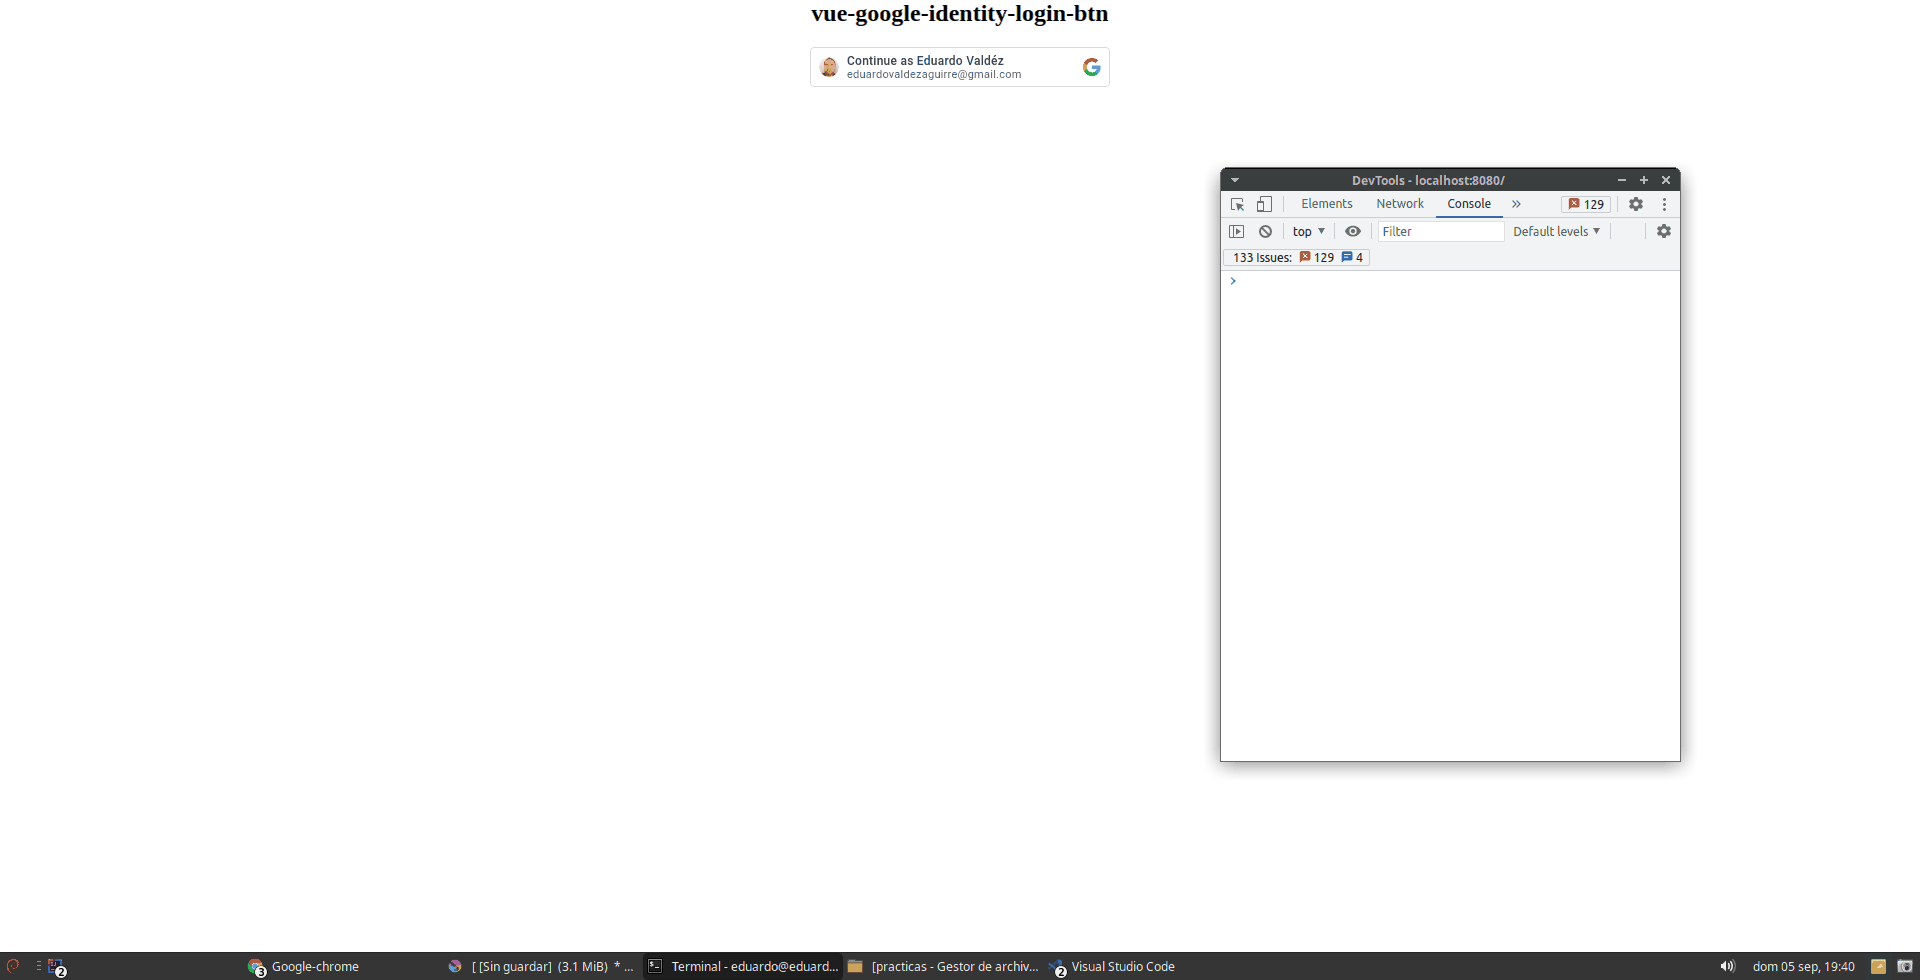 vue-google-identity-login-btn
Continue as Eduardo Valdéz
eduardovaldezaguirre@gmail.com
DevTools - localhost:8080/
Elements Network Console » 129
top Filter Default levels
133 Issues: 129 4
2 3 Google-chrome [ [Sin guardar] (3.1 MiB) * ... Terminal - eduardo@eduard... [practicas - Gestor de archiv... 2 Visual Studio Code dom 05 sep, 19:40